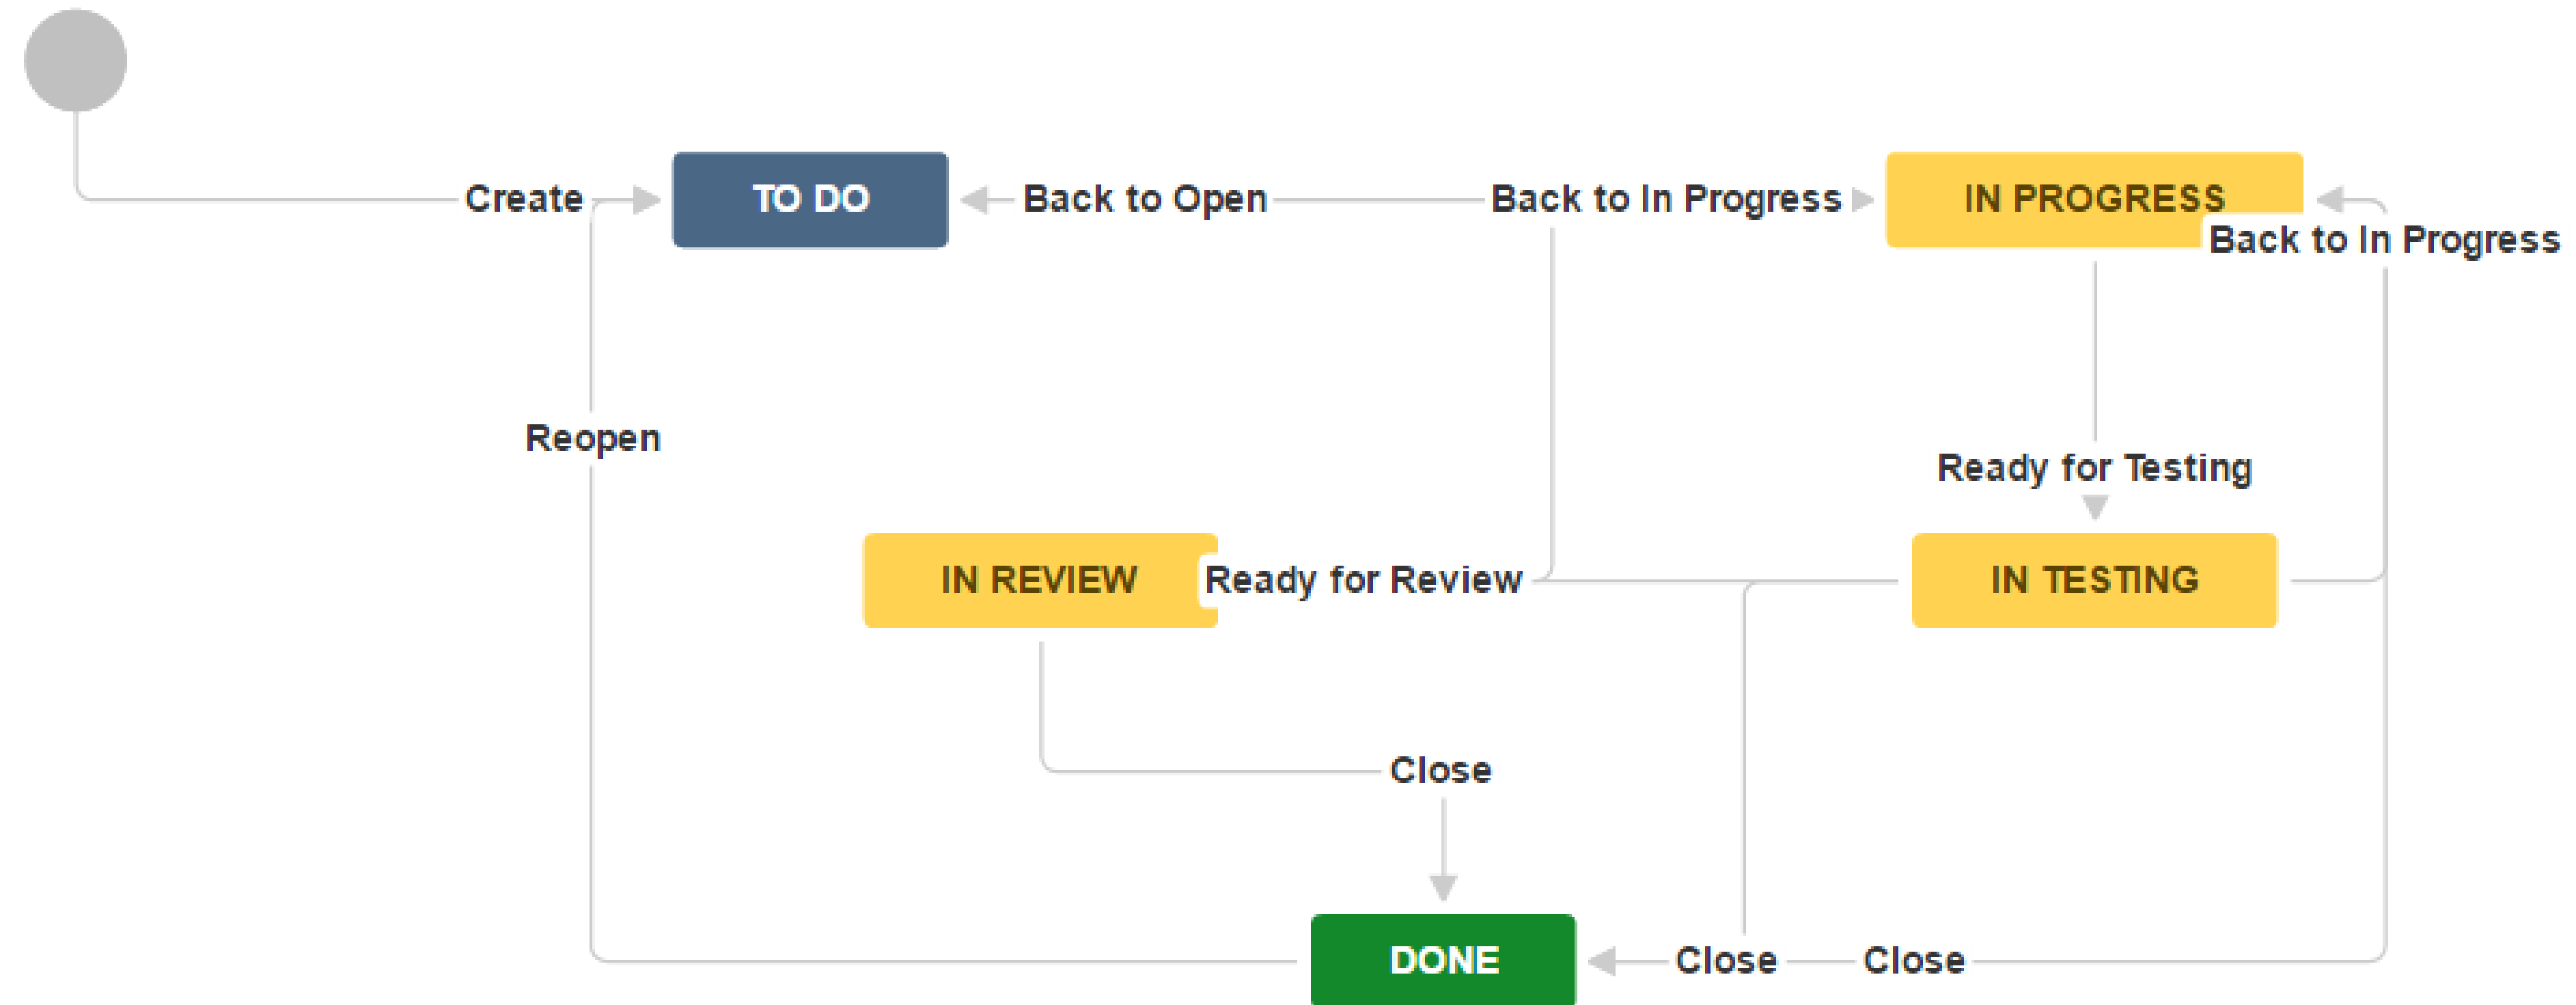 Create
TO DO
Back to Open
Back to In Progress
IN PROGRESS
Back to In Progress
Reopen
Ready for Testing
IN REVIEW
Ready for Review
IN TESTING
Close
DONE
Close
Close